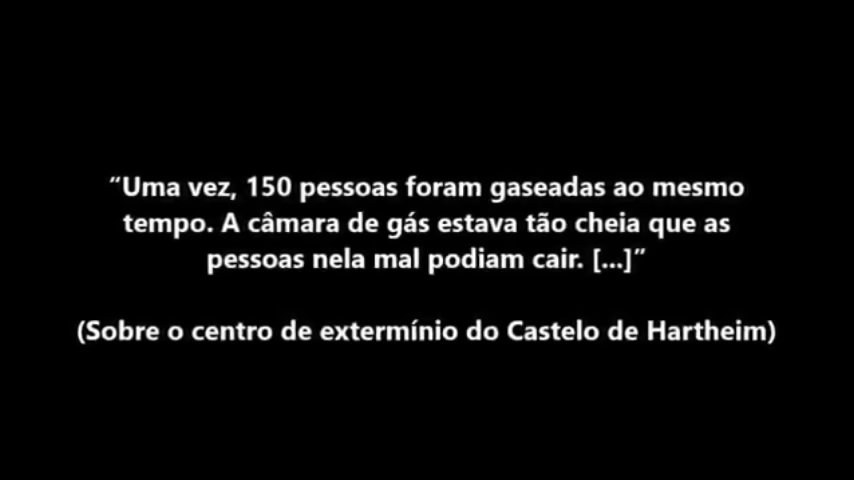 “Uma vez, 150 pessoas foram gaseadas ao mesmo
tempo. A câmara de gás estava tão cheia que as
pessoas nela mal podiam cair. [...]”
(Sobre o centro de extermínio do Castelo de Hartheim)